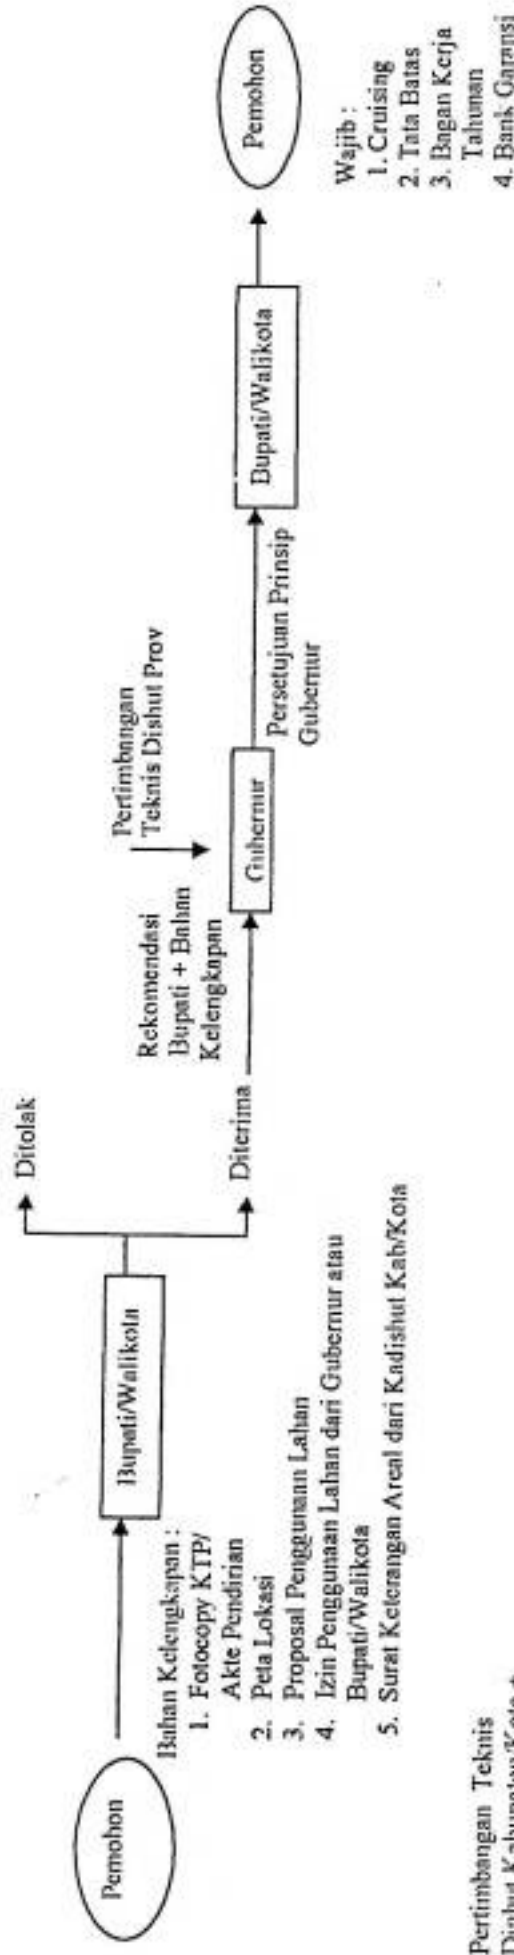 Pemohon
Bahan Kelengkapan :
1. Fotocopy KTP/
Akte Pendirian
2. Peta Lokasi
3. Proposal Penggunaan Lahan
4. Izin Penggunaan Lahan dari Gubernur atau
Bupati/Walikota
5. Surat Keterangan Areal dari Kadishut Kab/Kota
Pertimbangan Teknis
Dishut Kabupaten/Kota +
Bupati/Walikota
Ditolak
Diterima
Rekomendasi
Bupati + Bahan
Kelengkapan
Pertimbangan
Teknis Dishut Prov
Gubernur
Persetujuan Prinsip
Gubernur
Bupati/Walikota
Pemohon
Wajib :
1. Cruising
2. Tata Batas
3. Bagan Kerja
Tahunan
4. Bank Garansi